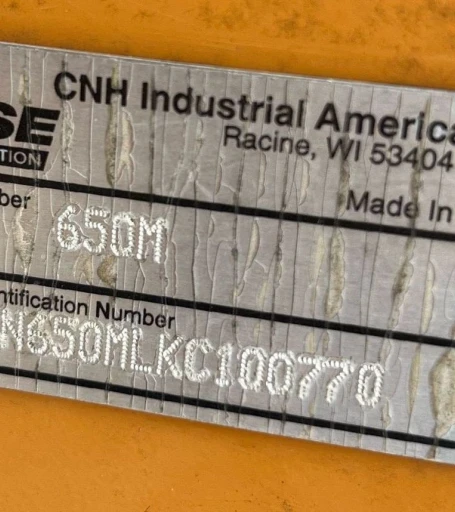 CNH Industrial America
SE
Racine, WI 53404
TION
Made In
ber
650M
ntification Number
N650MLKC100770